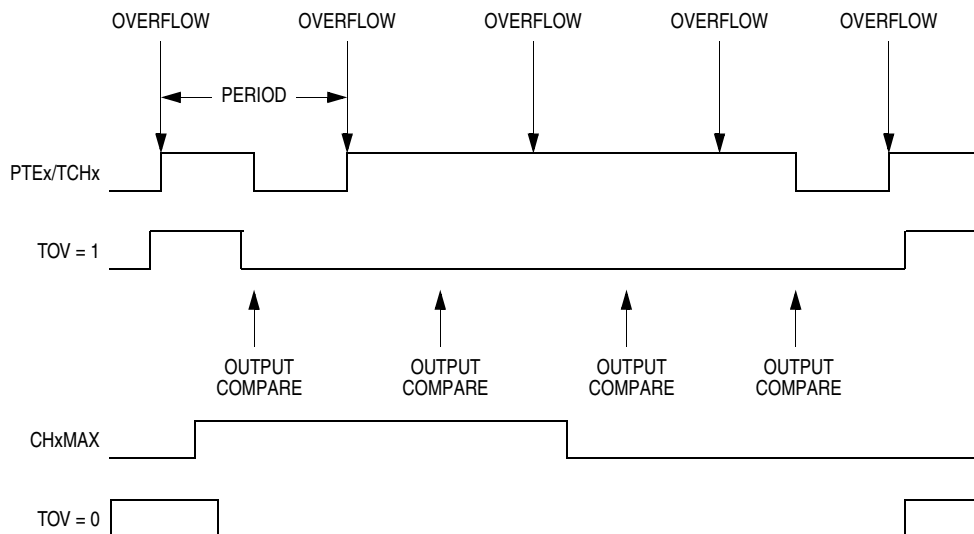 OVERFLOW OVERFLOW OVERFLOW OVERFLOW OVERFLOW
PERIOD
PTEx/TCHx
TOV = 1
OUTPUT COMPARE
OUTPUT COMPARE
OUTPUT COMPARE
OUTPUT COMPARE
CHxMAX
TOV = 0